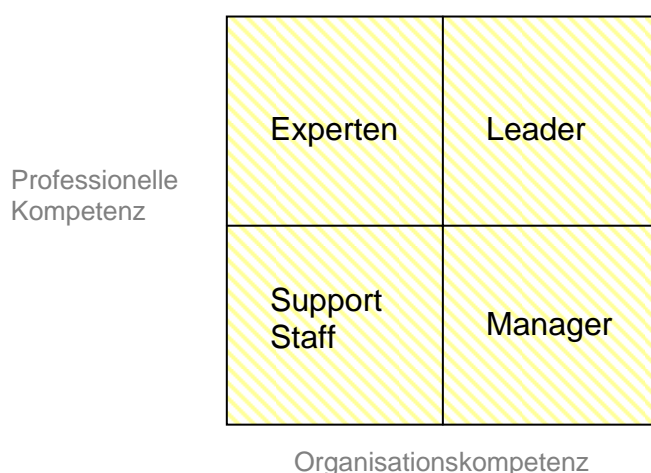 Experten
Leader
Professionelle
Kompetenz
Support
Staff
Manager
Organisationskompetenz